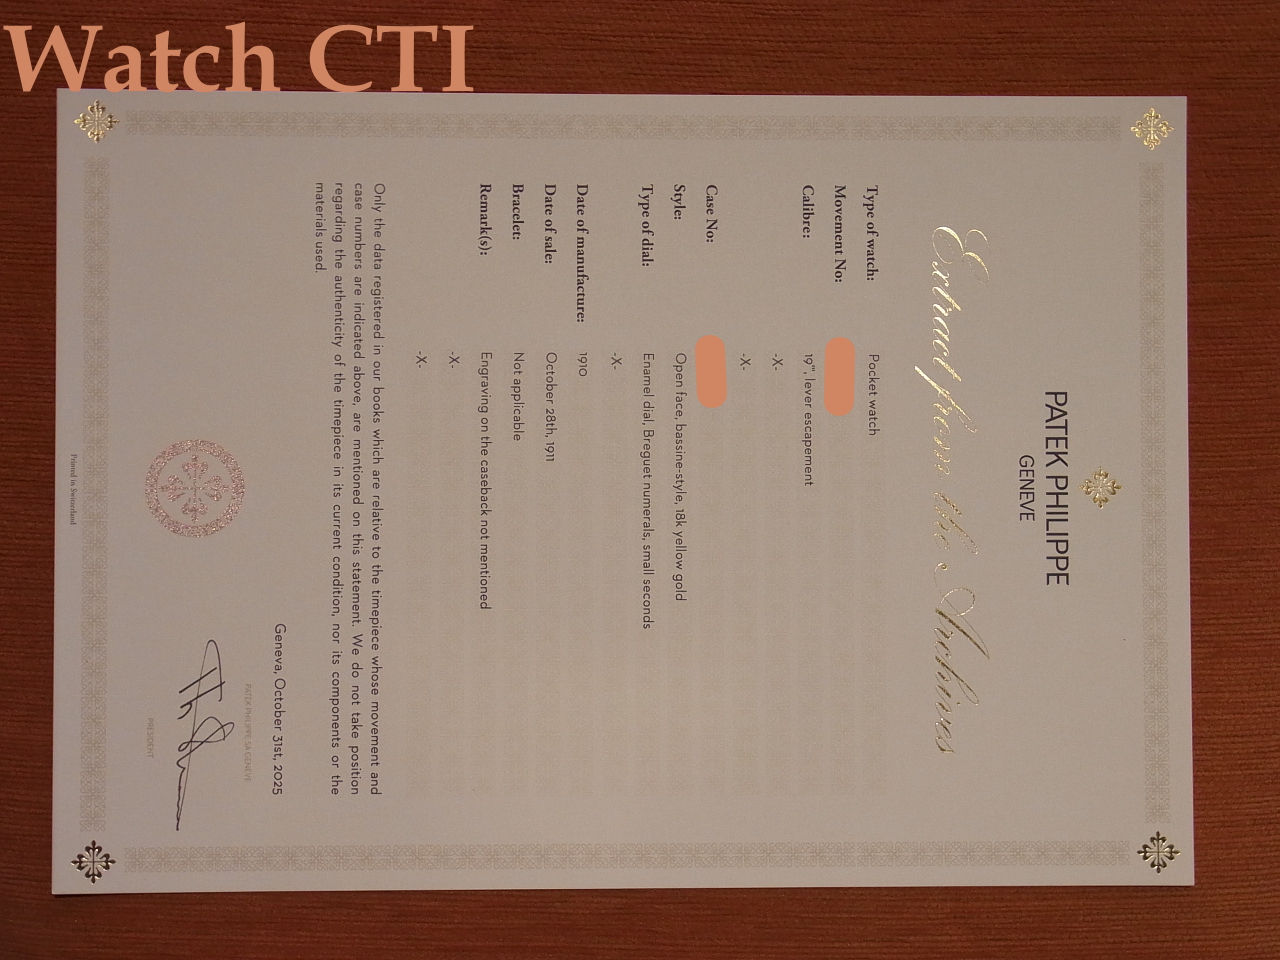 Watch CTI
PATEK PHILIPPE
GENEVE
Extract from the Archives
Type of watch: Pocket watch
Movement No:
Calibre: 19''', lever escapement
-X-
-X-
Case No:
Style: Open face, bassine-style, 18k yellow gold
Type of dial: Enamel dial, Breguet numerals, small seconds
-X-
Date of manufacture: 1910
Date of sale: October 28th, 1911
Bracelet: Not applicable
Remark(s): Engraving on the caseback not mentioned
-X-
-X-
Only the data registered in our books which are relative to the timepiece whose movement and
case numbers are indicated above, are mentioned on this statement. We do not take position
regarding the authenticity of the timepiece in its current condition, nor its components or the
materials used.
Geneva, October 31st, 2025
PATEK PHILIPPE SA GENEVE
PRESIDENT
Printed in Switzerland